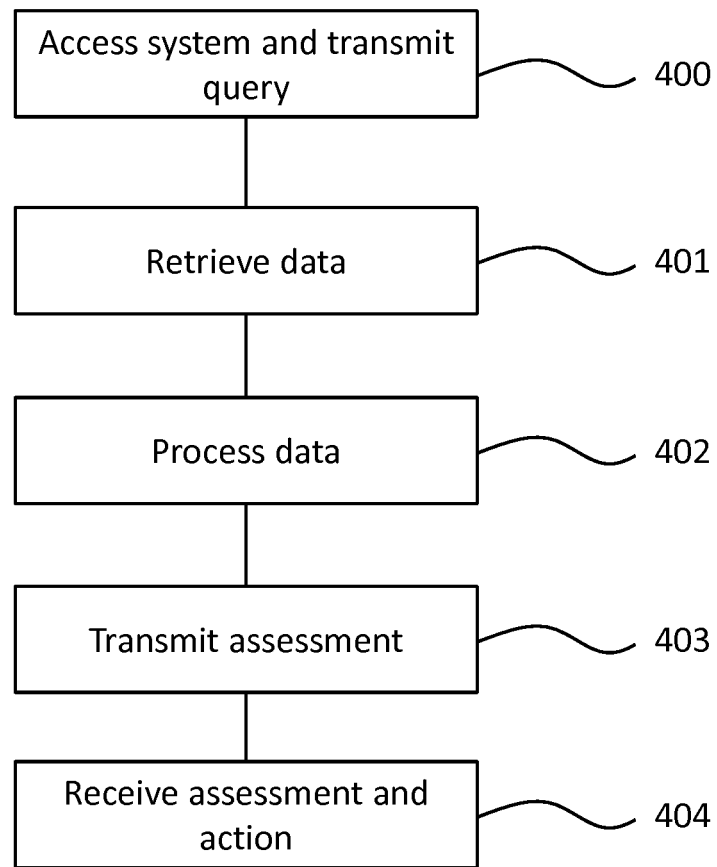 Access system and transmit
query
400
Retrieve data
401
Process data
402
Transmit assessment
403
Receive assessment and
action
404